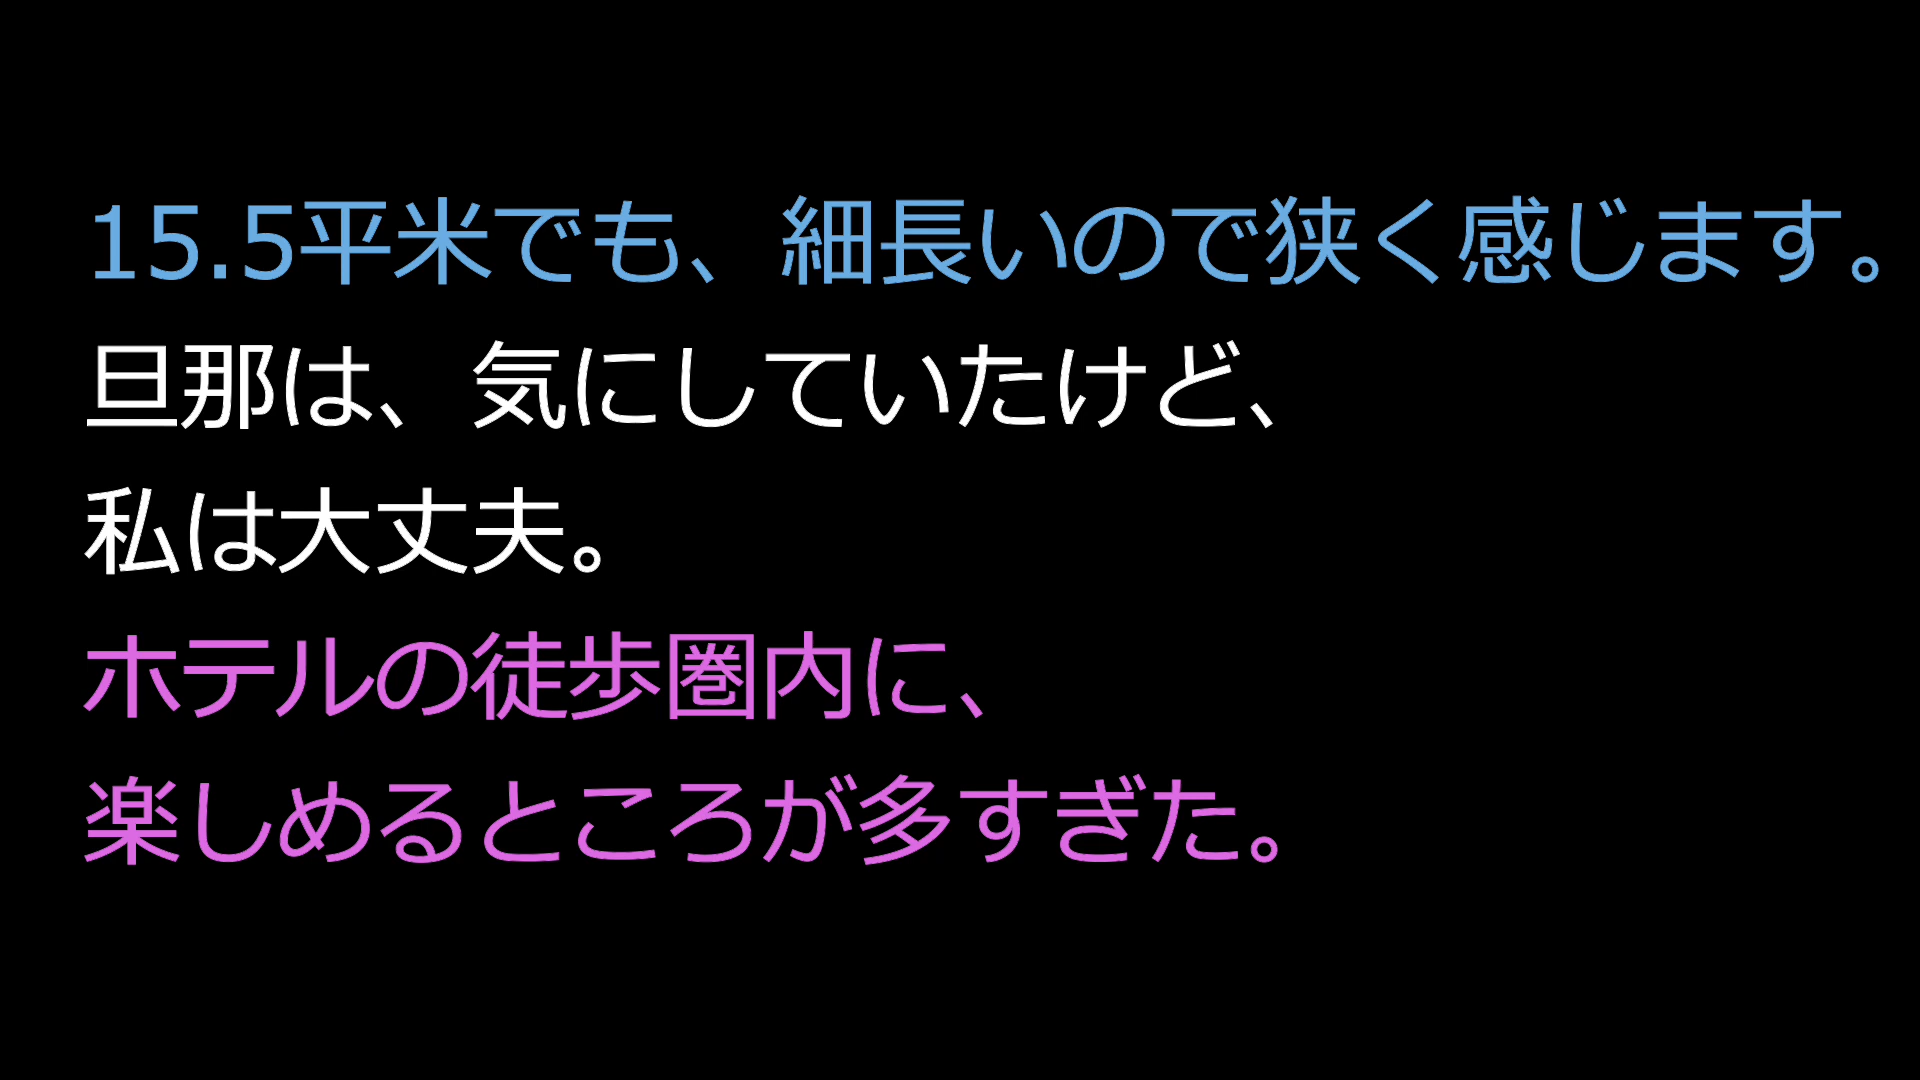 15.5平米でも、細長いので狭く感じます。
旦那は、気にしていたけど、
私は大丈夫。
ホテルの徒歩圏内に、
楽しめるところが多すぎた。